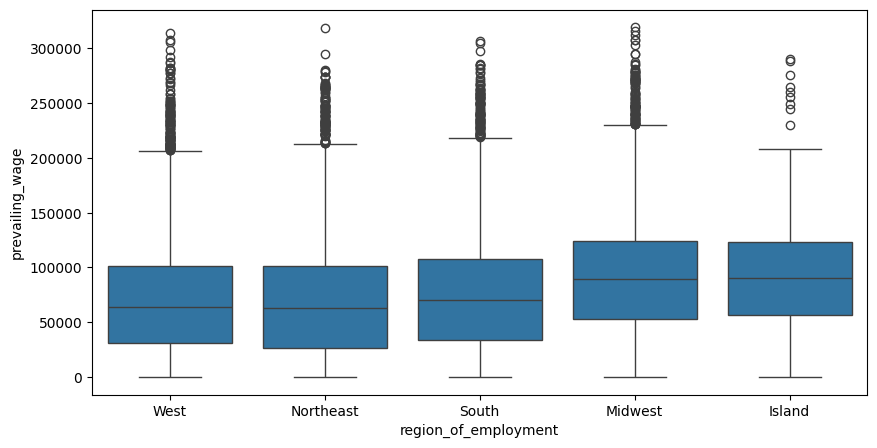 300000
250000
200000
150000
100000
50000
0
prevailing_wage
West Northeast South Midwest Island
region_of_employment